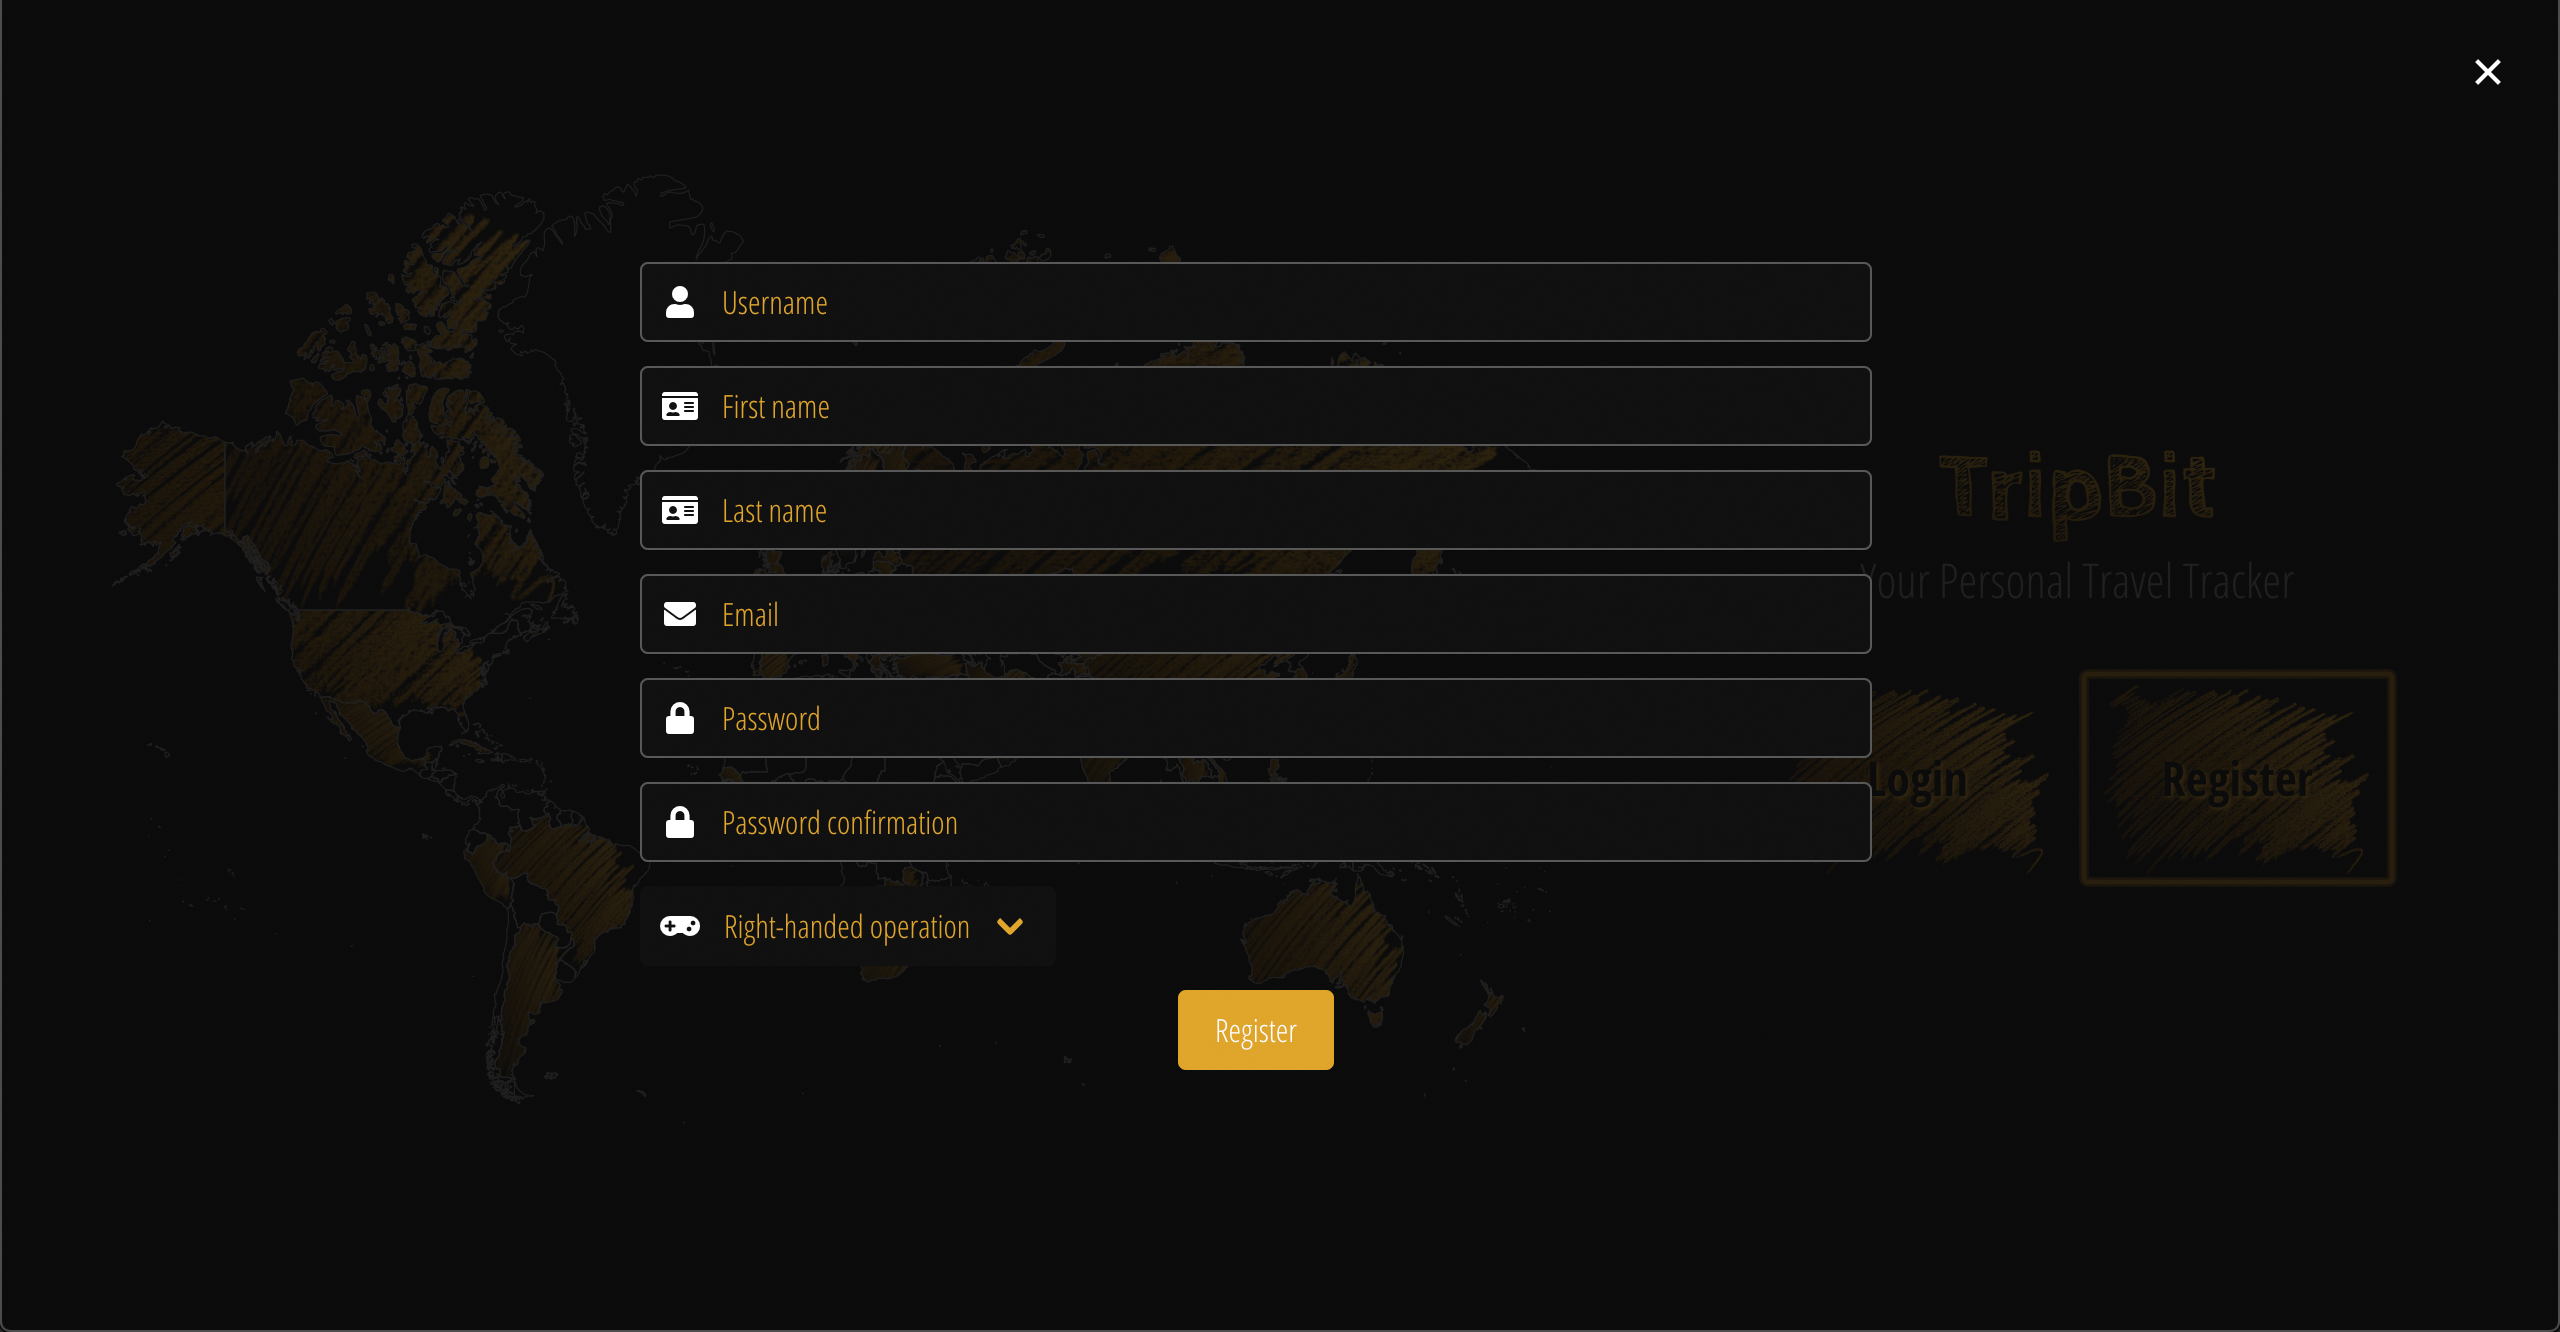 Username
First name
Last name
Email
Password
Password confirmation
Right-handed operation
Register
TripBit
Your Personal Travel Tracker
Login
Register